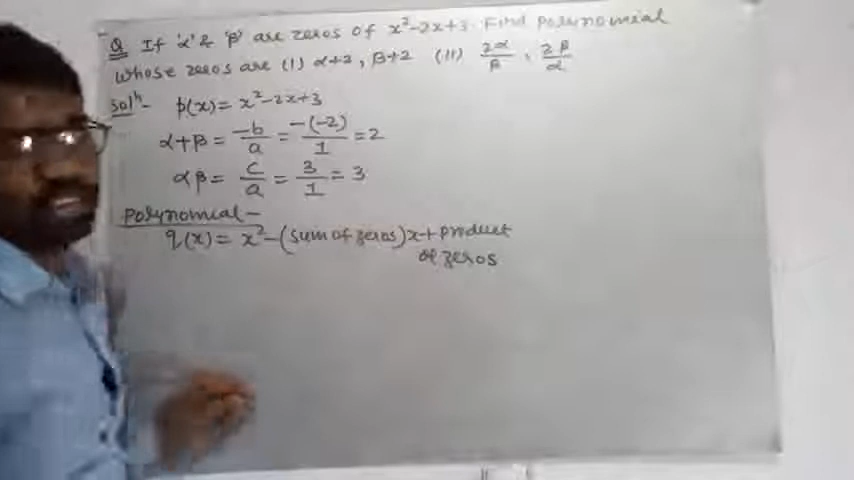 Q If 'α' & 'β' are zeros of x²-2x+3. Find polynomial
whose zeros are (I) α+2, β+2 (II) 2α/β, 2β/α
Solⁿ- p(x) = x²-2x+3
α+β = -b/a = -(-2)/1 = 2
αβ = c/a = 3/1 = 3
Polynomial-
q(x) = x²-(sum of zeros)x+product
of zeros